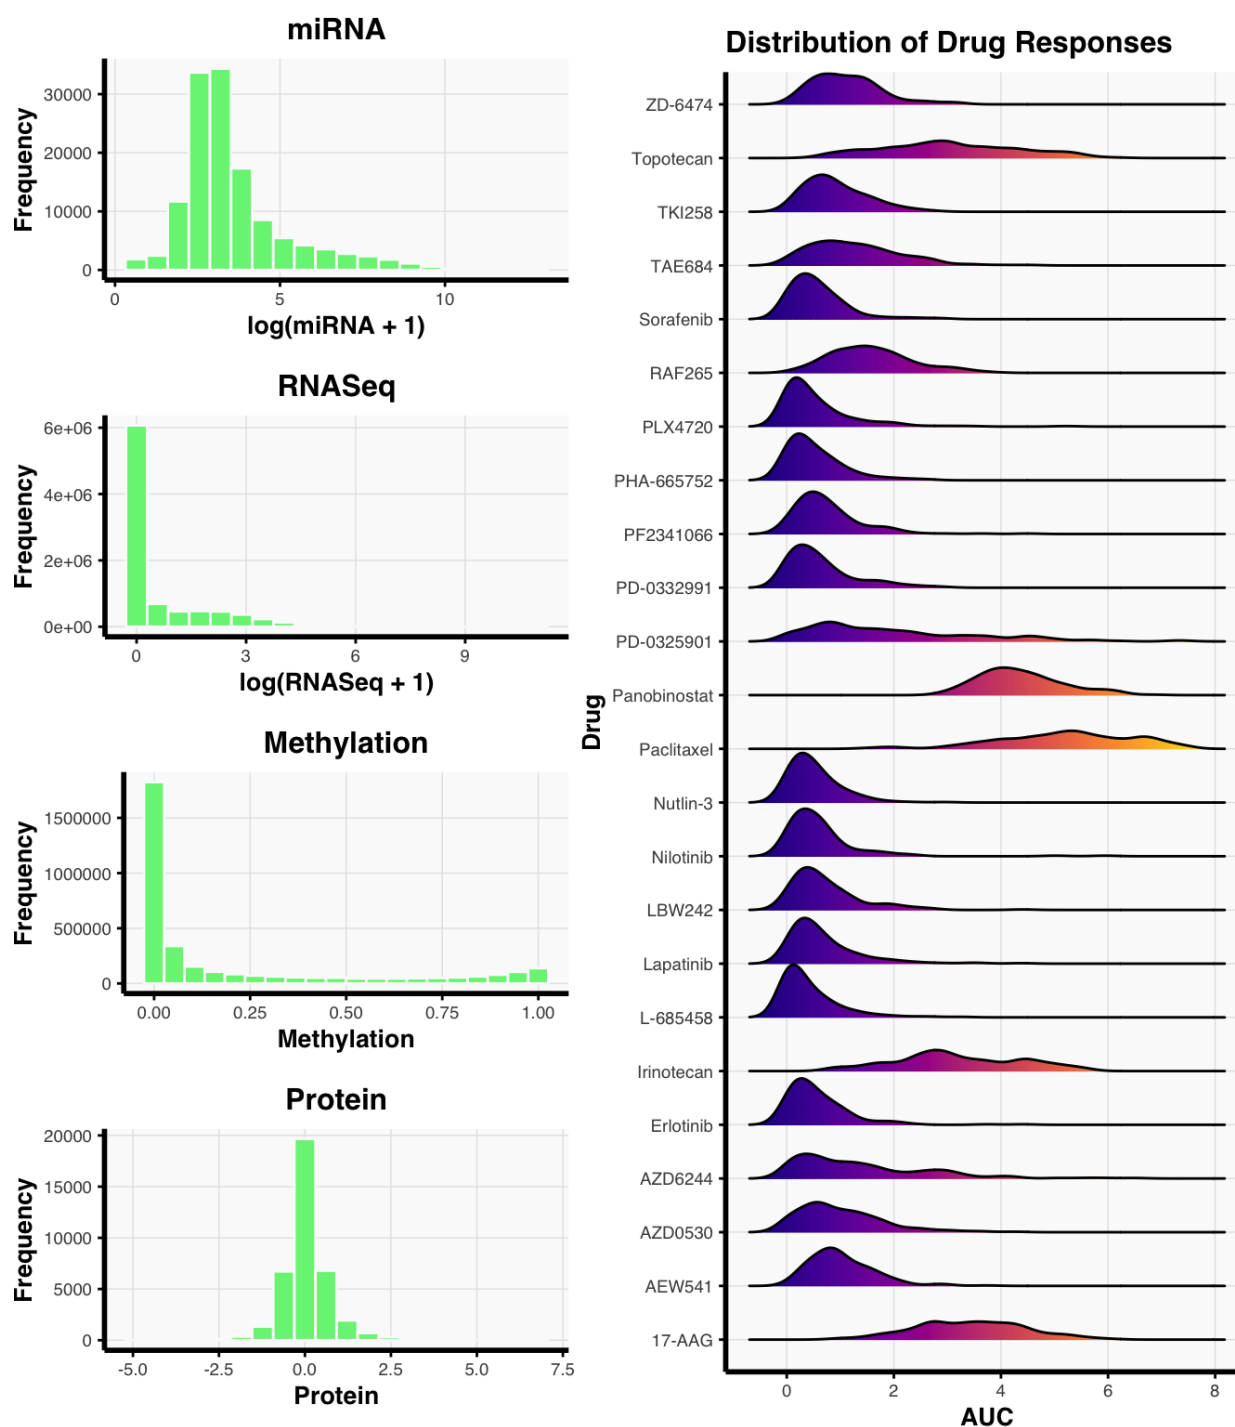 miRNA
Frequency
30000
20000
10000
0
0 5 10
log(miRNA + 1)
RNASeq
Frequency
6e+06
4e+06
2e+06
0e+00
0 3 6 9
log(RNASeq + 1)
Methylation
Frequency
1500000
1000000
500000
0
0.00 0.25 0.50 0.75 1.00
Methylation
Protein
Frequency
20000
15000
10000
5000
0
-5.0 -2.5 0.0 2.5 5.0 7.5
Protein
Distribution of Drug Responses
Drug
ZD-6474
Topotecan
TKI258
TAE684
Sorafenib
RAF265
PLX4720
PHA-665752
PF2341066
PD-0332991
PD-0325901
Panobinostat
Paclitaxel
Nutlin-3
Nilotinib
LBW242
Lapatinib
L-685458
Irinotecan
Erlotinib
AZD6244
AZD0530
AEW541
17-AAG
0 2 4 6 8
AUC